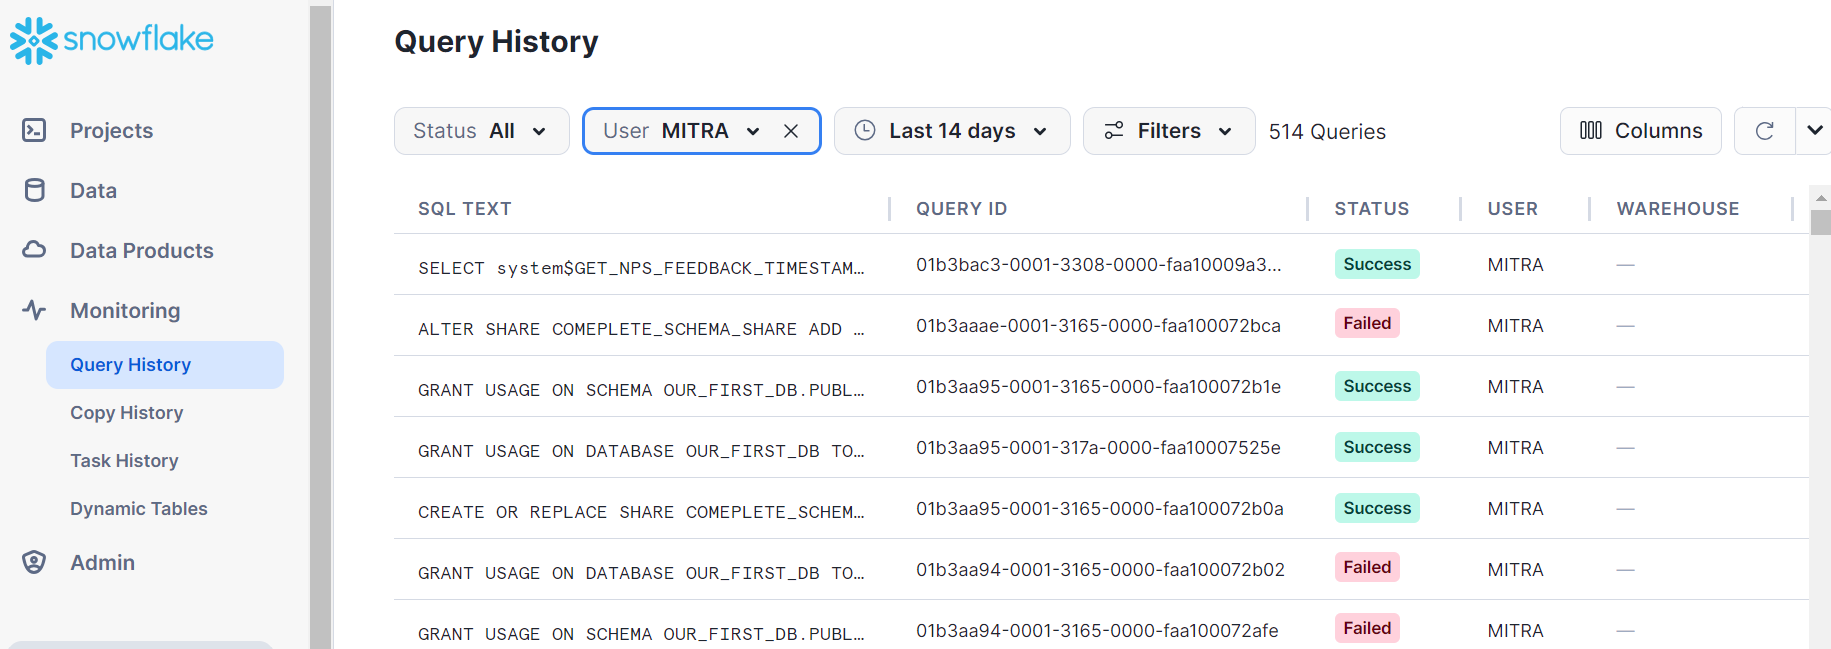 snowflake
Projects
Data
Data Products
Monitoring
Query History
Copy History
Task History
Dynamic Tables
Admin
Query History
Status All User MITRA Last 14 days Filters 514 Queries Columns
SQL TEXT QUERY ID STATUS USER WAREHOUSE
SELECT system$GET_NPS_FEEDBACK_TIMESTAM… 01b3bac3-0001-3308-0000-faa10009a3… Success MITRA —
ALTER SHARE COMEPLETE_SCHEMA_SHARE ADD … 01b3aaae-0001-3165-0000-faa100072bca Failed MITRA —
GRANT USAGE ON SCHEMA OUR_FIRST_DB.PUBL… 01b3aa95-0001-3165-0000-faa100072b1e Success MITRA —
GRANT USAGE ON DATABASE OUR_FIRST_DB TO… 01b3aa95-0001-317a-0000-faa10007525e Success MITRA —
CREATE OR REPLACE SHARE COMEPLETE_SCHEM… 01b3aa95-0001-3165-0000-faa100072b0a Success MITRA —
GRANT USAGE ON DATABASE OUR_FIRST_DB TO… 01b3aa94-0001-3165-0000-faa100072b02 Failed MITRA —
GRANT USAGE ON SCHEMA OUR_FIRST_DB.PUBL… 01b3aa94-0001-3165-0000-faa100072afe Failed MITRA —